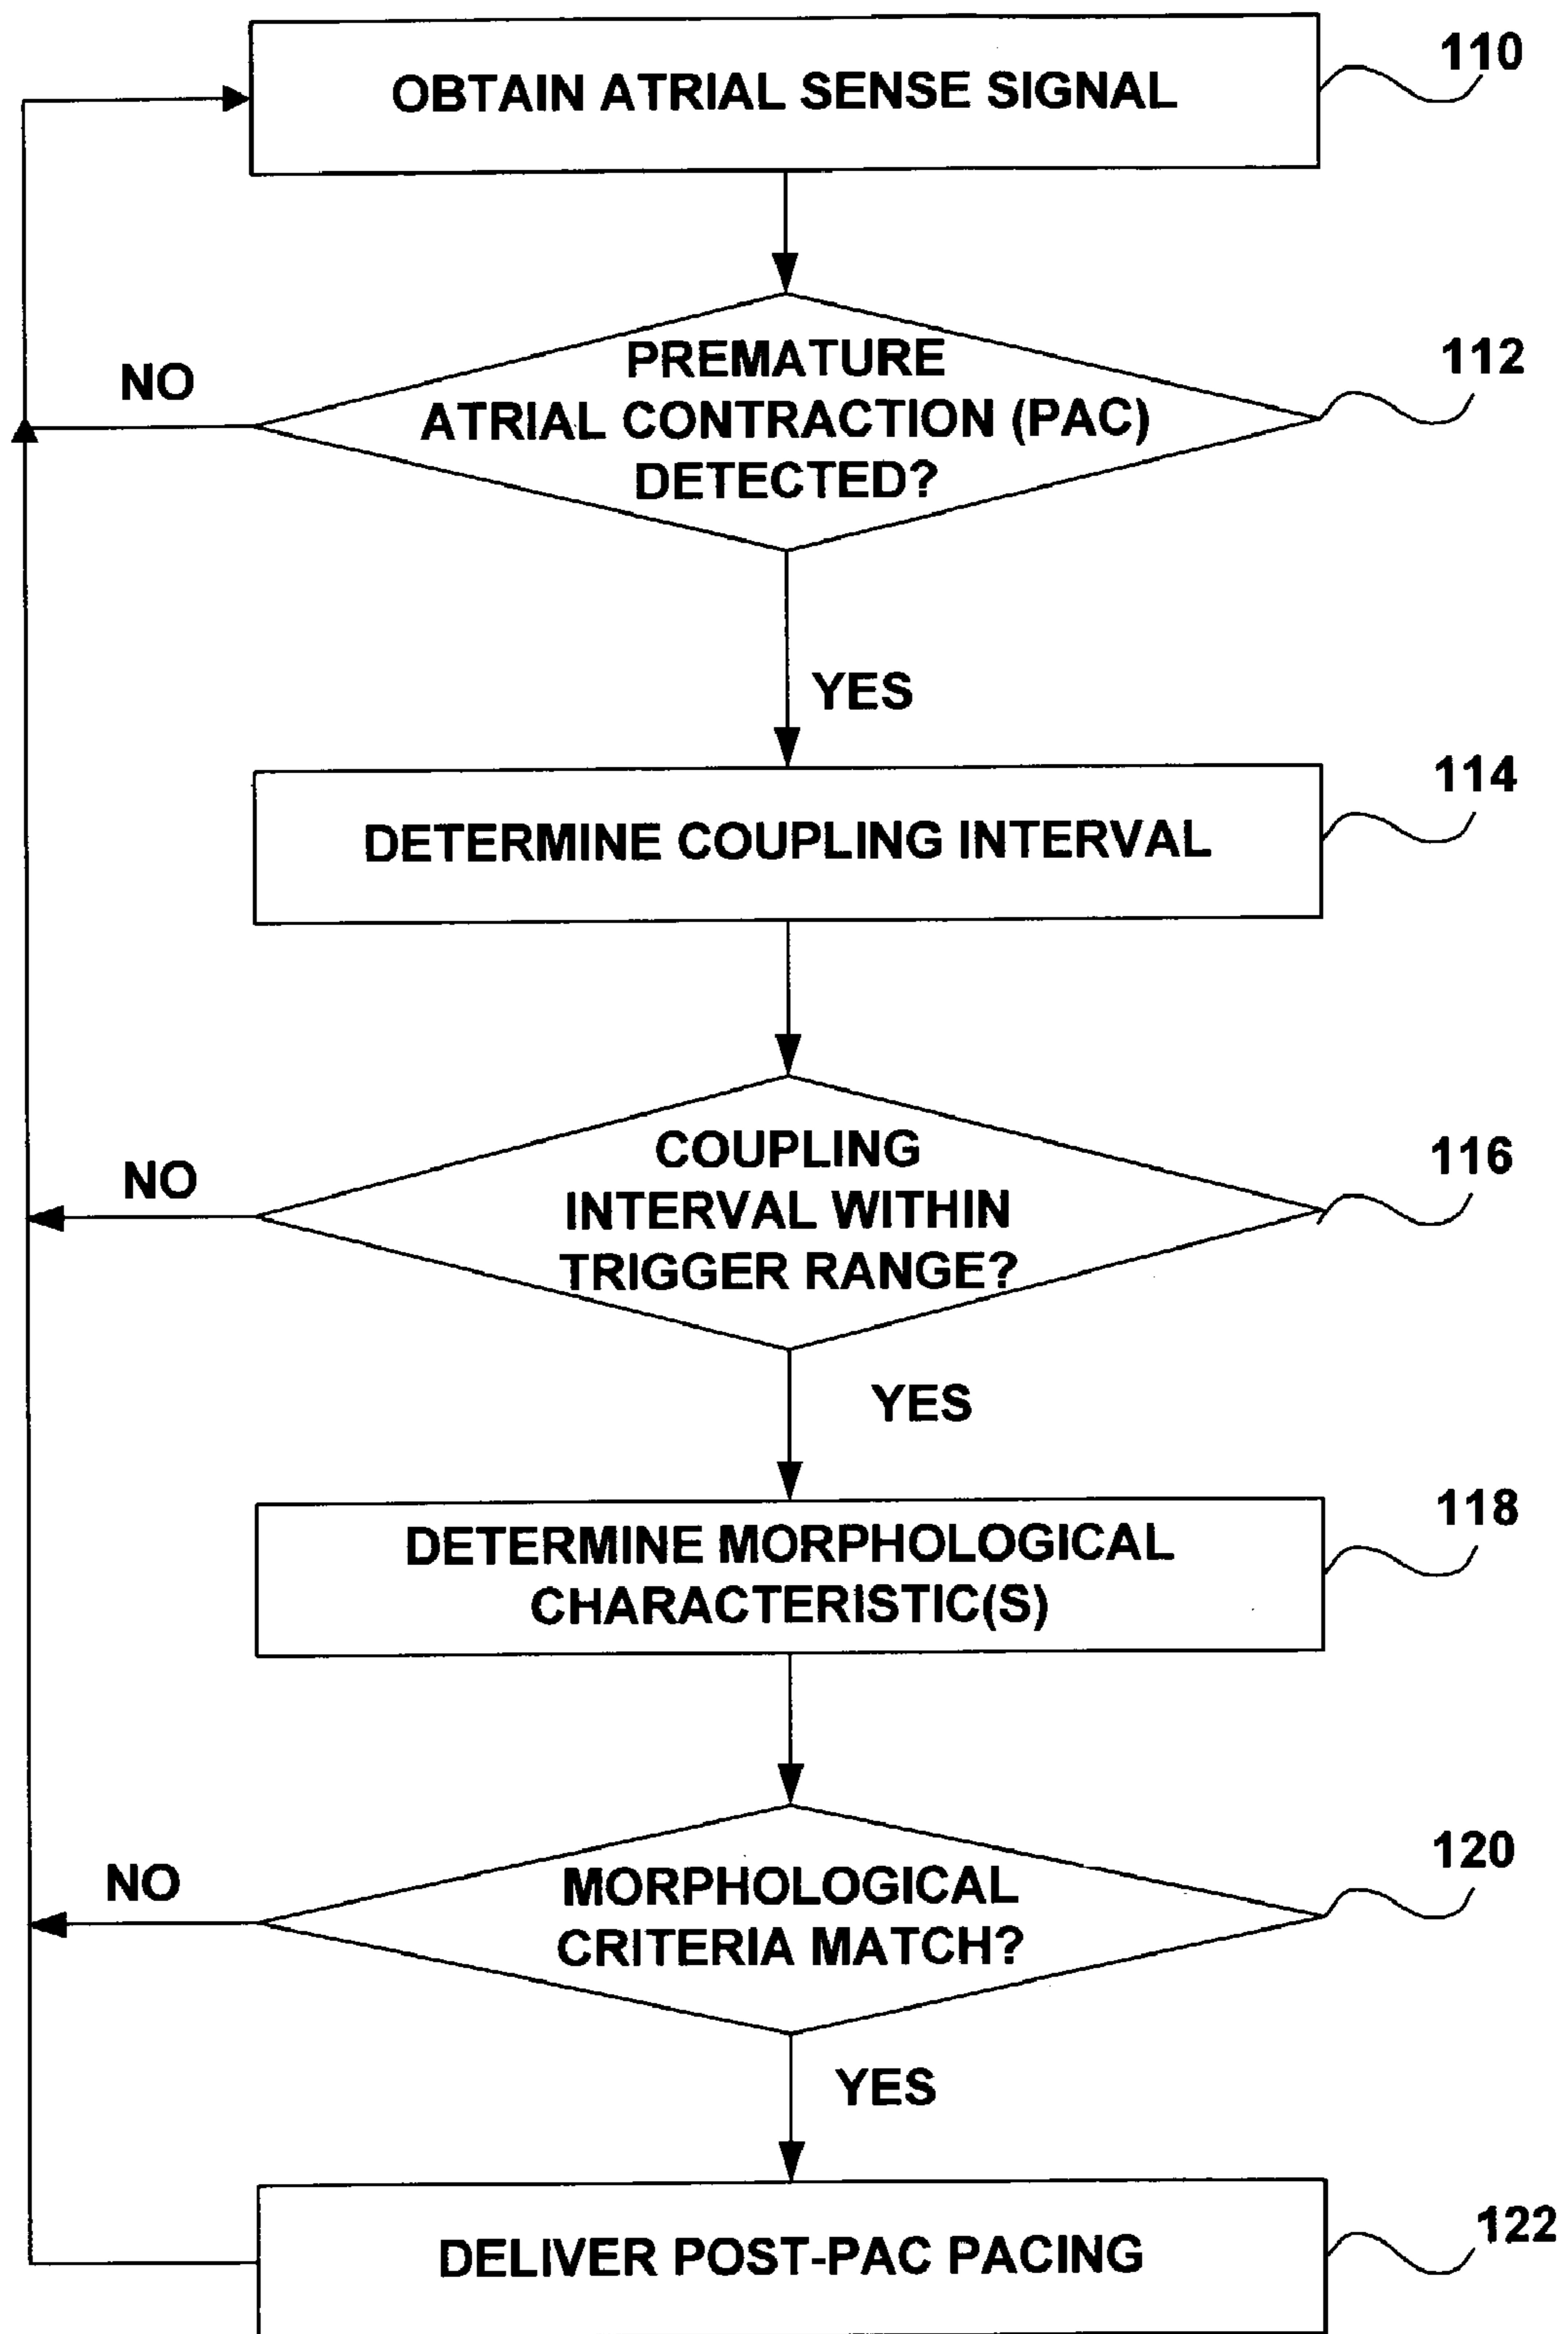 OBTAIN ATRIAL SENSE SIGNAL
110
PREMATURE
ATRIAL CONTRACTION (PAC)
DETECTED?
112
NO
YES
DETERMINE COUPLING INTERVAL
114
COUPLING
INTERVAL WITHIN
TRIGGER RANGE?
116
NO
YES
DETERMINE MORPHOLOGICAL
CHARACTERISTIC(S)
118
MORPHOLOGICAL
CRITERIA MATCH?
120
NO
YES
DELIVER POST-PAC PACING
122